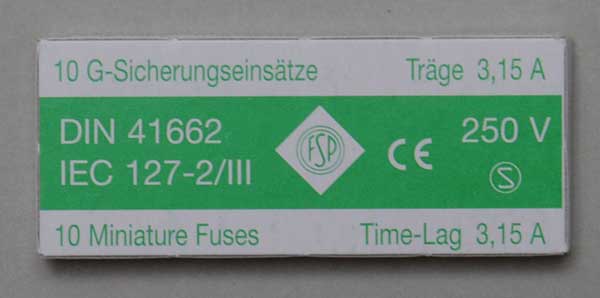 10 G-Sicherungseinsätze Träge 3,15 A
DIN 41662
IEC 127-2/III
FSP
CE
250 V
S
10 Miniature Fuses Time-Lag 3,15 A